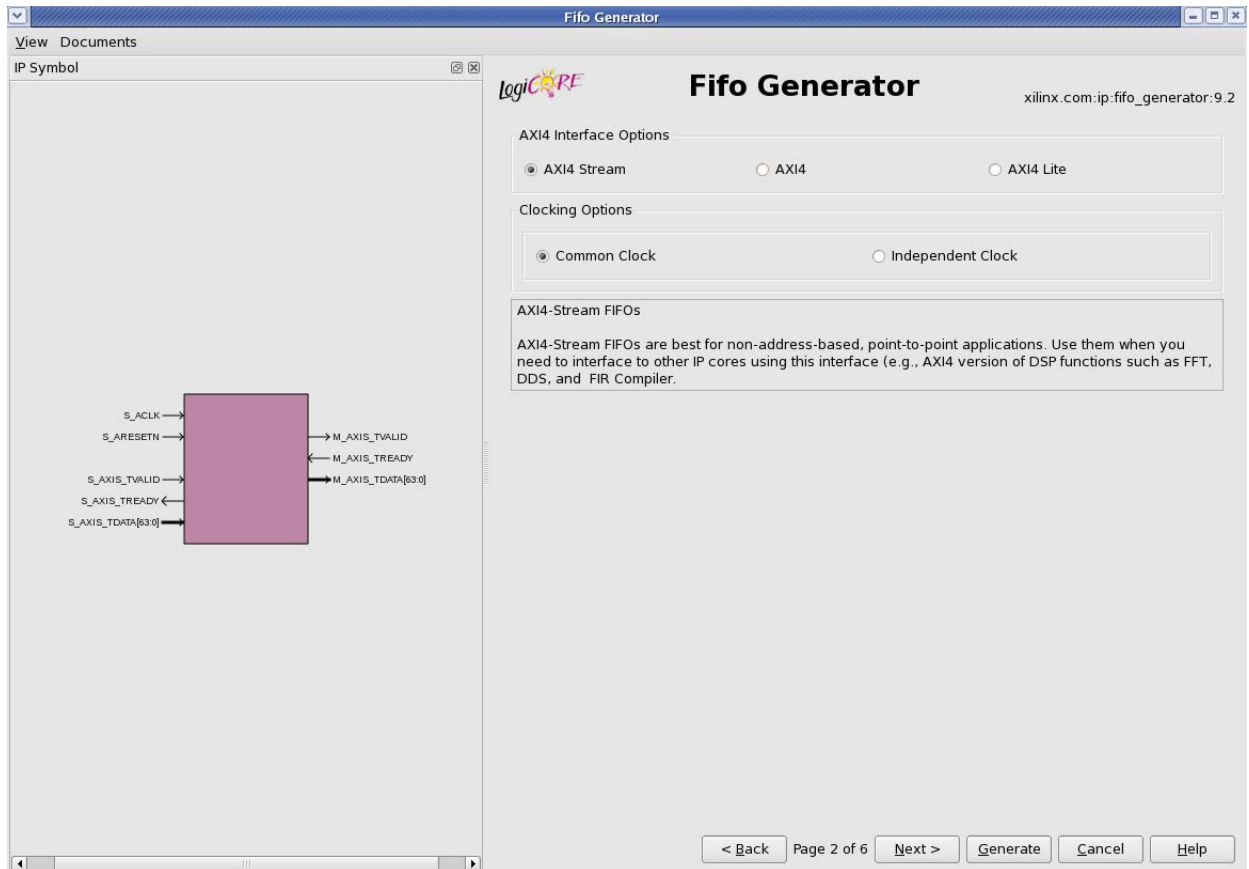 Fifo Generator
View Documents
IP Symbol
S_ACLK
S_ARESETN
S_AXIS_TVALID
S_AXIS_TREADY
S_AXIS_TDATA[63:0]
M_AXIS_TVALID
M_AXIS_TREADY
M_AXIS_TDATA[63:0]
LogiCORE
Fifo Generator
xilinx.com:ip:fifo_generator:9.2
AXI4 Interface Options
AXI4 Stream AXI4 AXI4 Lite
Clocking Options
Common Clock Independent Clock
AXI4-Stream FIFOs
AXI4-Stream FIFOs are best for non-address-based, point-to-point applications. Use them when you
need to interface to other IP cores using this interface (e.g., AXI4 version of DSP functions such as FFT,
DDS, and FIR Compiler.
< Back Page 2 of 6 Next > Generate Cancel Help